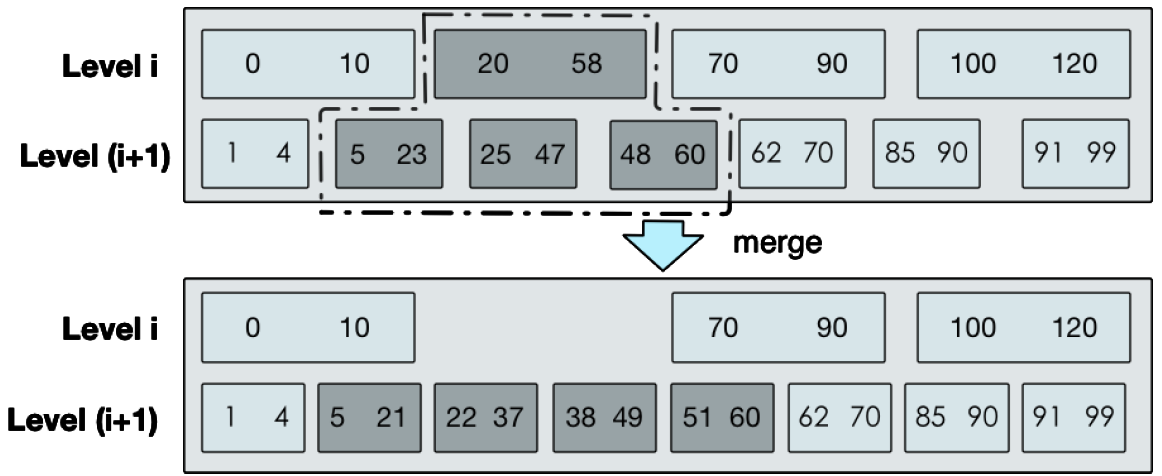 Level i 0 10 20 58 70 90 100 120
Level (i+1) 1 4 5 23 25 47 48 60 62 70 85 90 91 99
merge
Level i 0 10 70 90 100 120
Level (i+1) 1 4 5 21 22 37 38 49 51 60 62 70 85 90 91 99